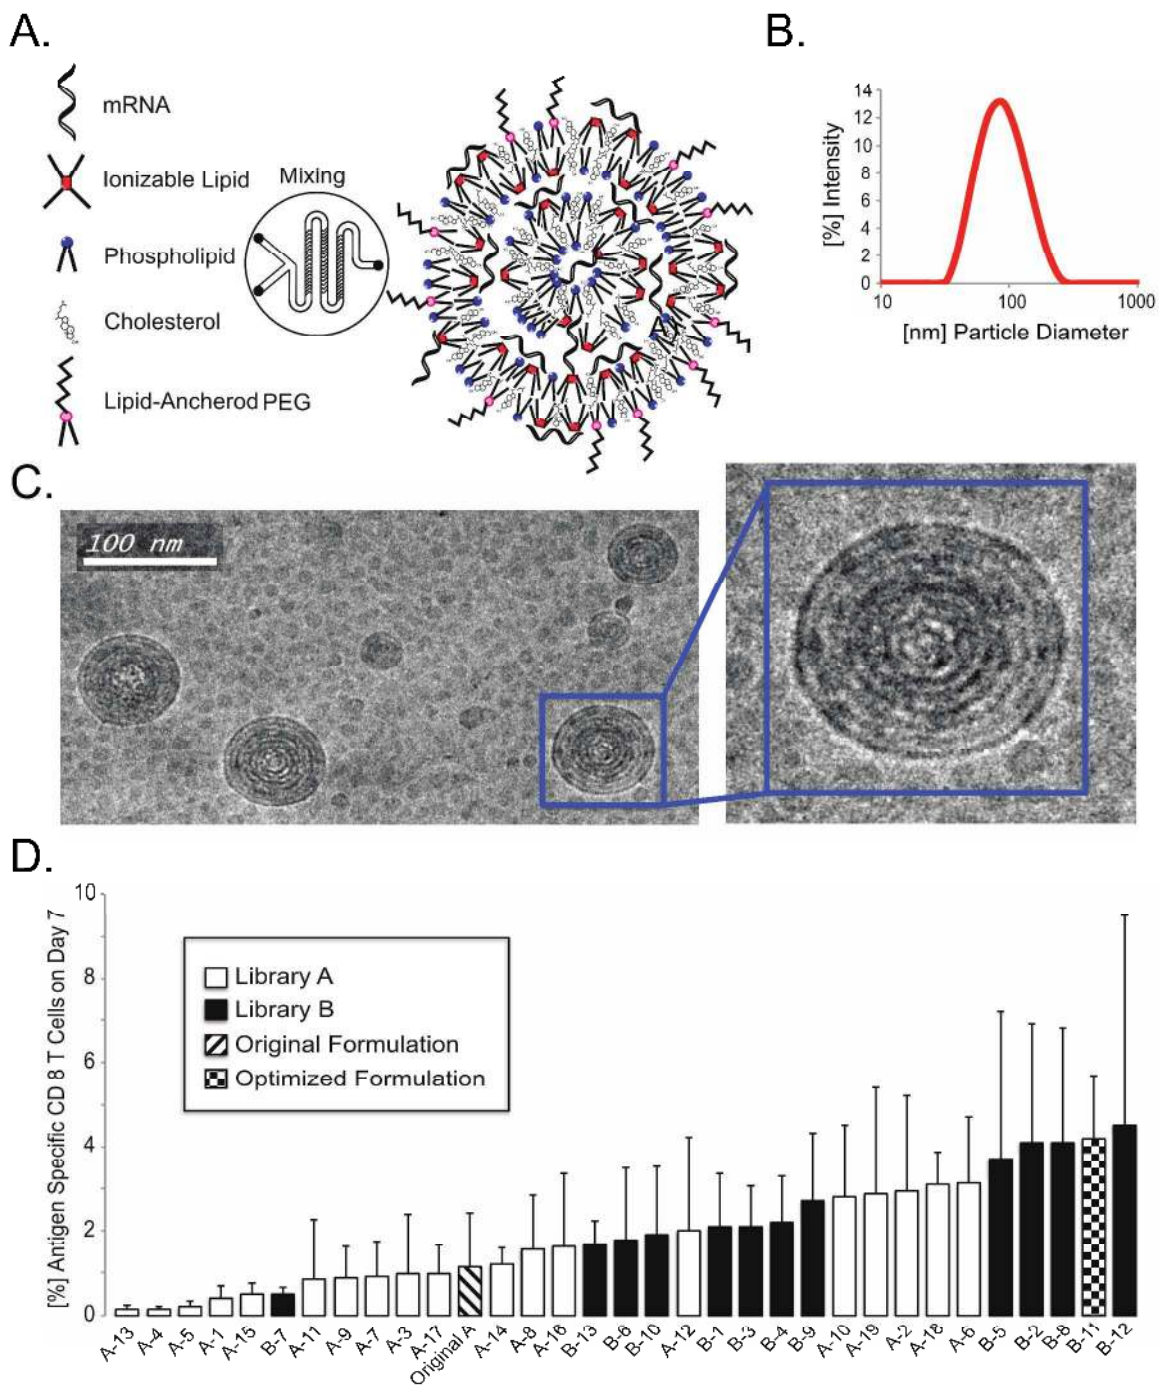 A.
mRNA
Ionizable Lipid
Phospholipid
Cholesterol
Lipid-Ancherod PEG
Mixing
B.
[%] Intensity
14
12
10
8
6
4
2
0
10 100 1000
[nm] Particle Diameter
C.
100 nm
D.
[%] Antigen Specific CD 8 T Cells on Day 7
10
8
6
4
2
0
Library A
Library B
Original Formulation
Optimized Formulation
A-13 A-4 A-5 A-1 A-15 B-7 A-11 A-9 A-7 A-3 A-17 Original A A-14 A-8 A-16 B-13 B-6 B-10 A-12 B-1 B-3 B-4 B-9 A-10 A-19 A-2 A-18 A-6 B-5 B-2 B-8 B-11 B-12